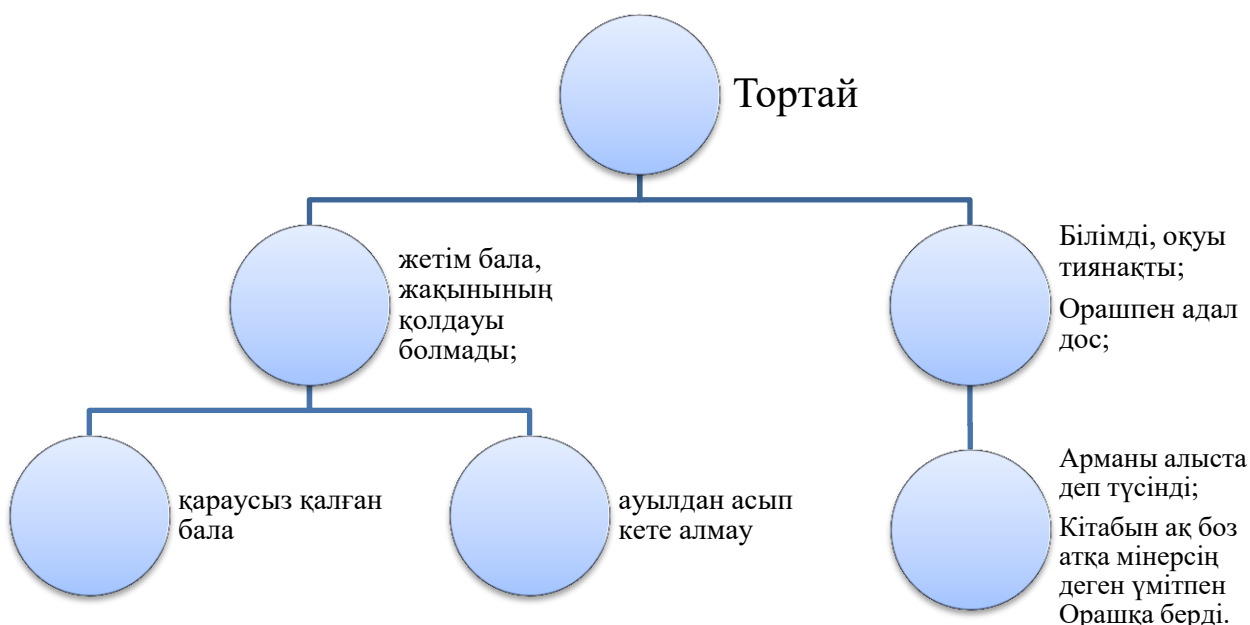 Тортай
жетім бала,
жақынының
қолдауы
болмады;
Білімді, оқуы
тиянақты;
Орашпен адал
дос;
қараусыз қалған
бала
ауылдан асып
кете алмау
Арманы алыста
деп түсінді;
Кітабын ақ боз
атқа мінерсің
деген үмітпен
Орашқа берді.